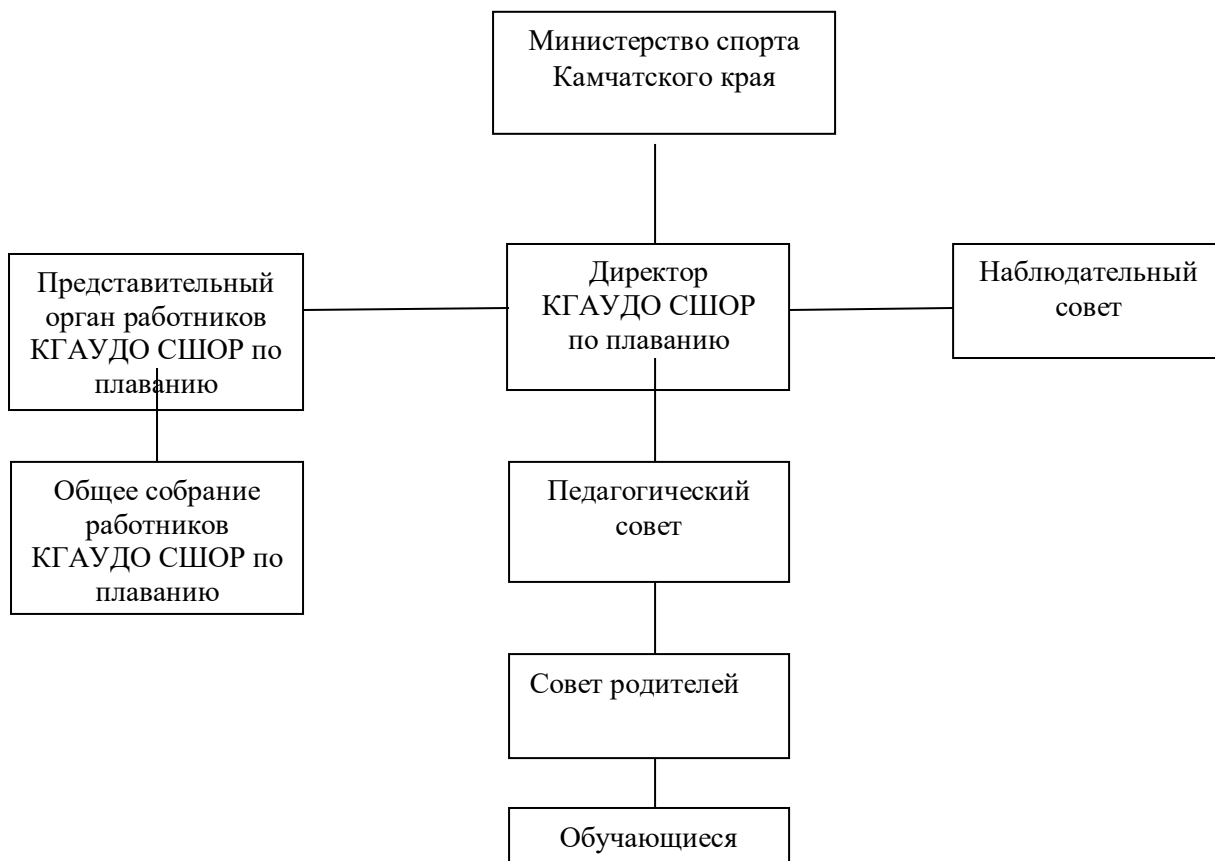 Министерство спорта
Камчатского края
Представительный
орган работников
КГАУДО СШОР по
плаванию
Директор
КГАУДО СШОР
по плаванию
Наблюдательный
совет
Общее собрание
работников
КГАУДО СШОР по
плаванию
Педагогический
совет
Совет родителей
Обучающиеся